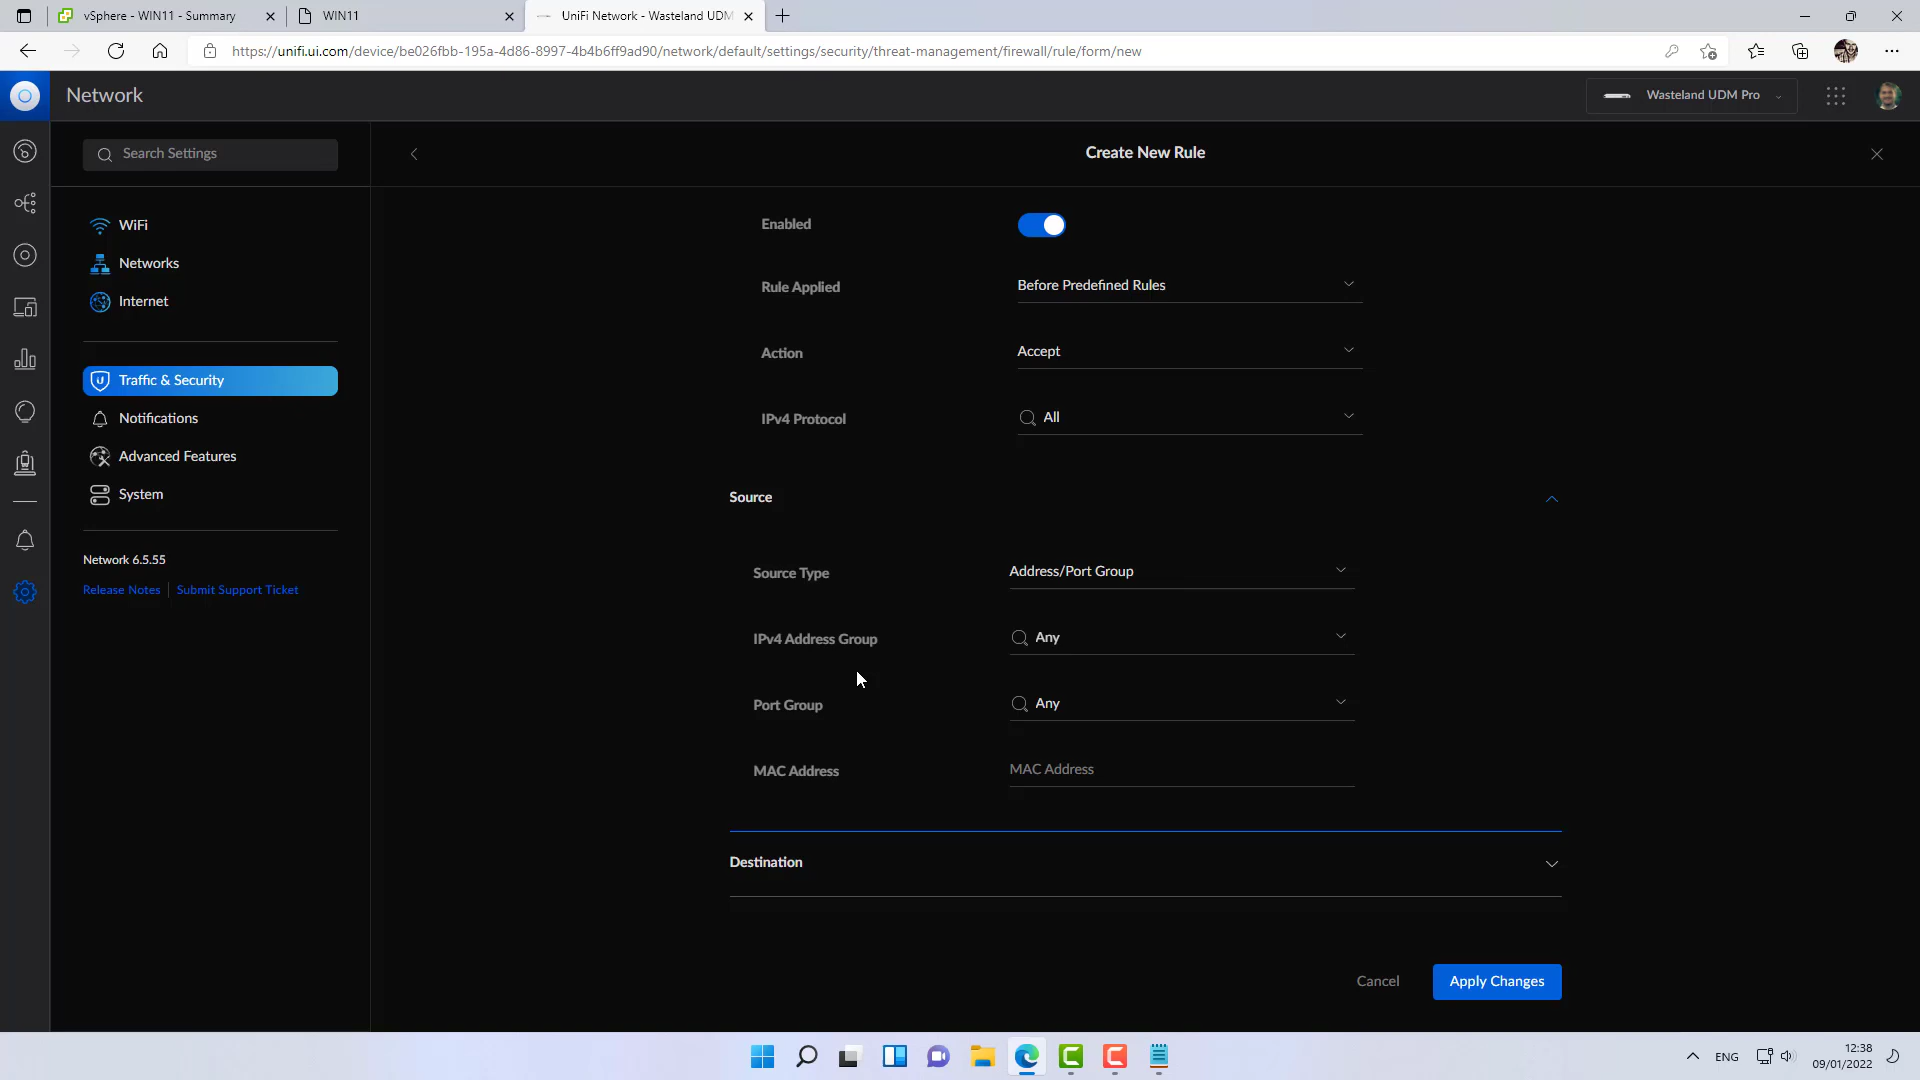 vSphere - WIN11 - Summary
WIN11
UniFi Network - Wasteland UDM
https://unifi.ui.com/device/be026fbb-195a-4d86-8997-4b4b6ff9ad90/network/default/settings/security/threat-management/firewall/rule/form/new
Network
Wasteland UDM Pro
Search Settings
Create New Rule
WiFi
Networks
Internet
Traffic & Security
Notifications
Advanced Features
System
Network 6.5.55
Release Notes
Submit Support Ticket
Enabled
Rule Applied
Before Predefined Rules
Action
Accept
IPv4 Protocol
All
Source
Source Type
Address/Port Group
IPv4 Address Group
Any
Port Group
Any
MAC Address
MAC Address
Destination
Cancel
Apply Changes
ENG
12:38
09/01/2022